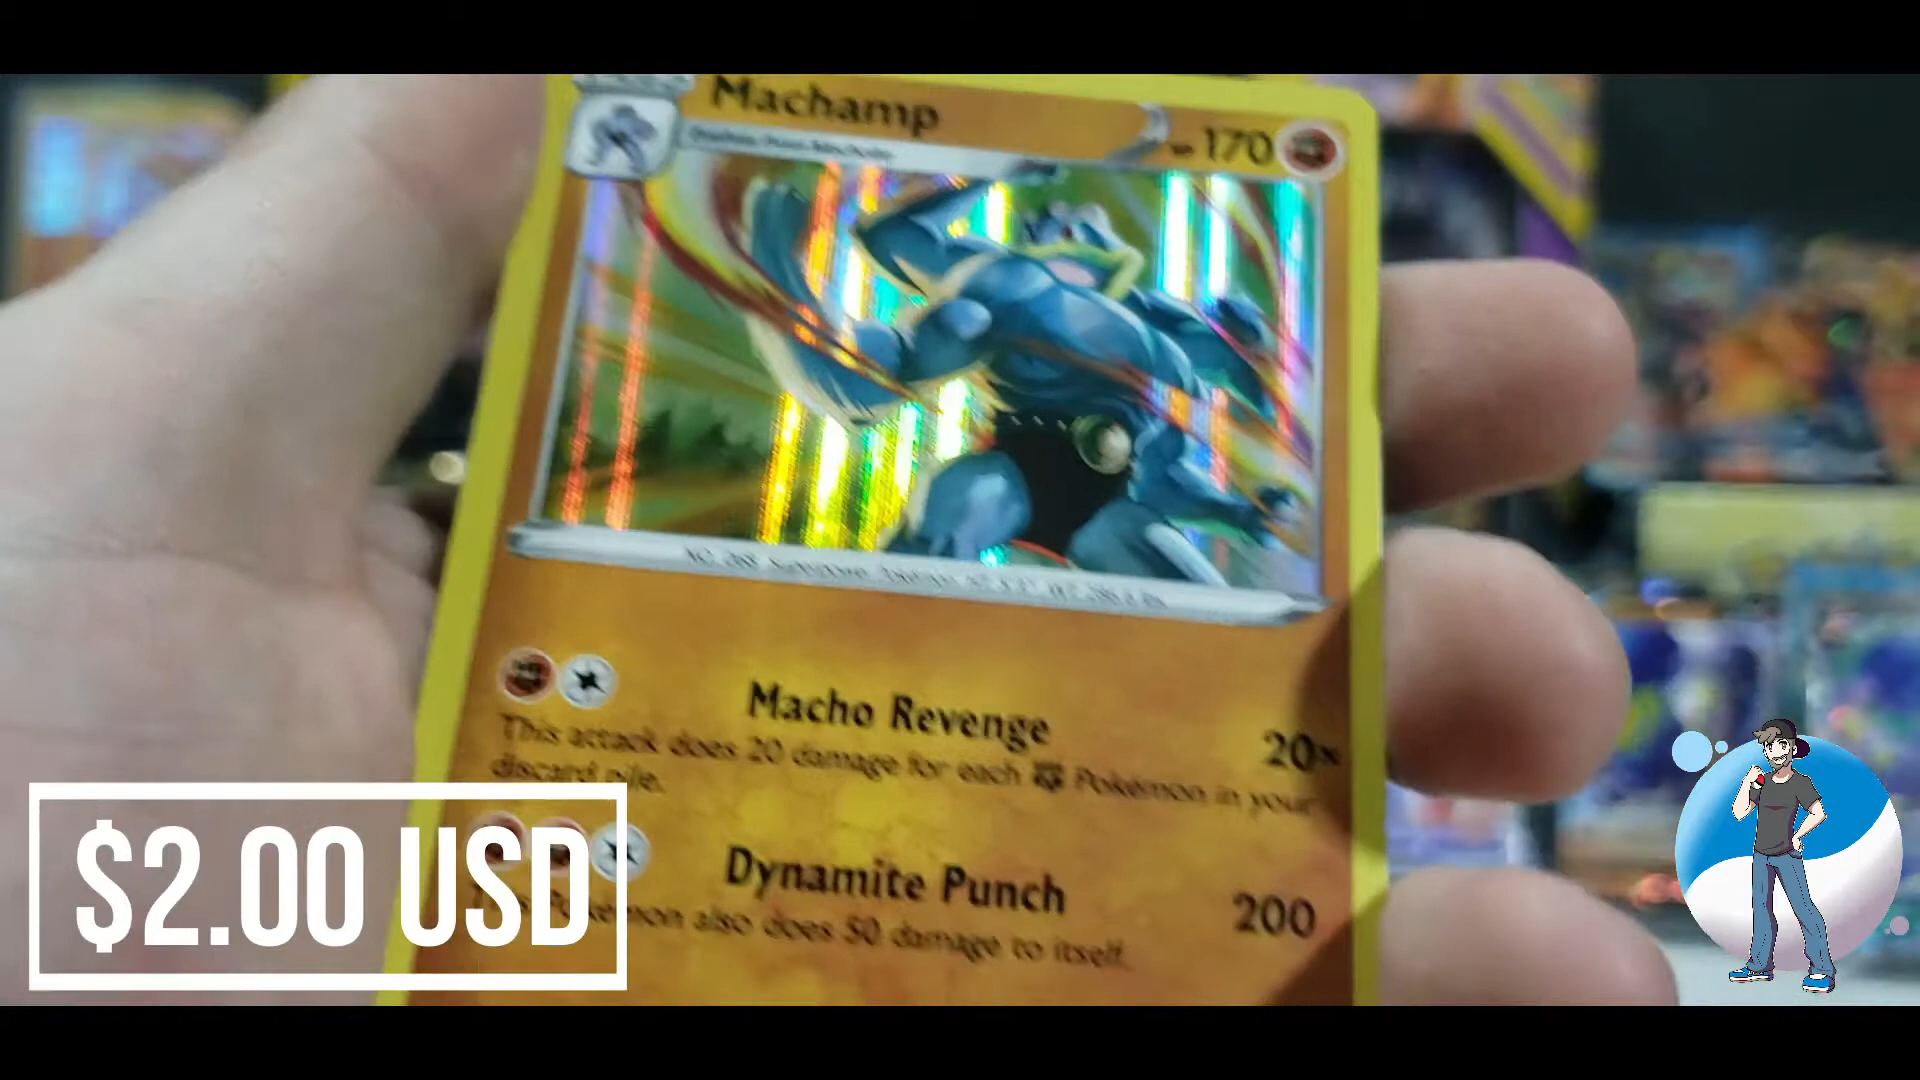 Machamp
170
Macho Revenge
20×
This attack does 20 damage for each Pokémon in your
discard pile.
Dynamite Punch
200
Pokémon also does 50 damage to itself.
$2.00 USD